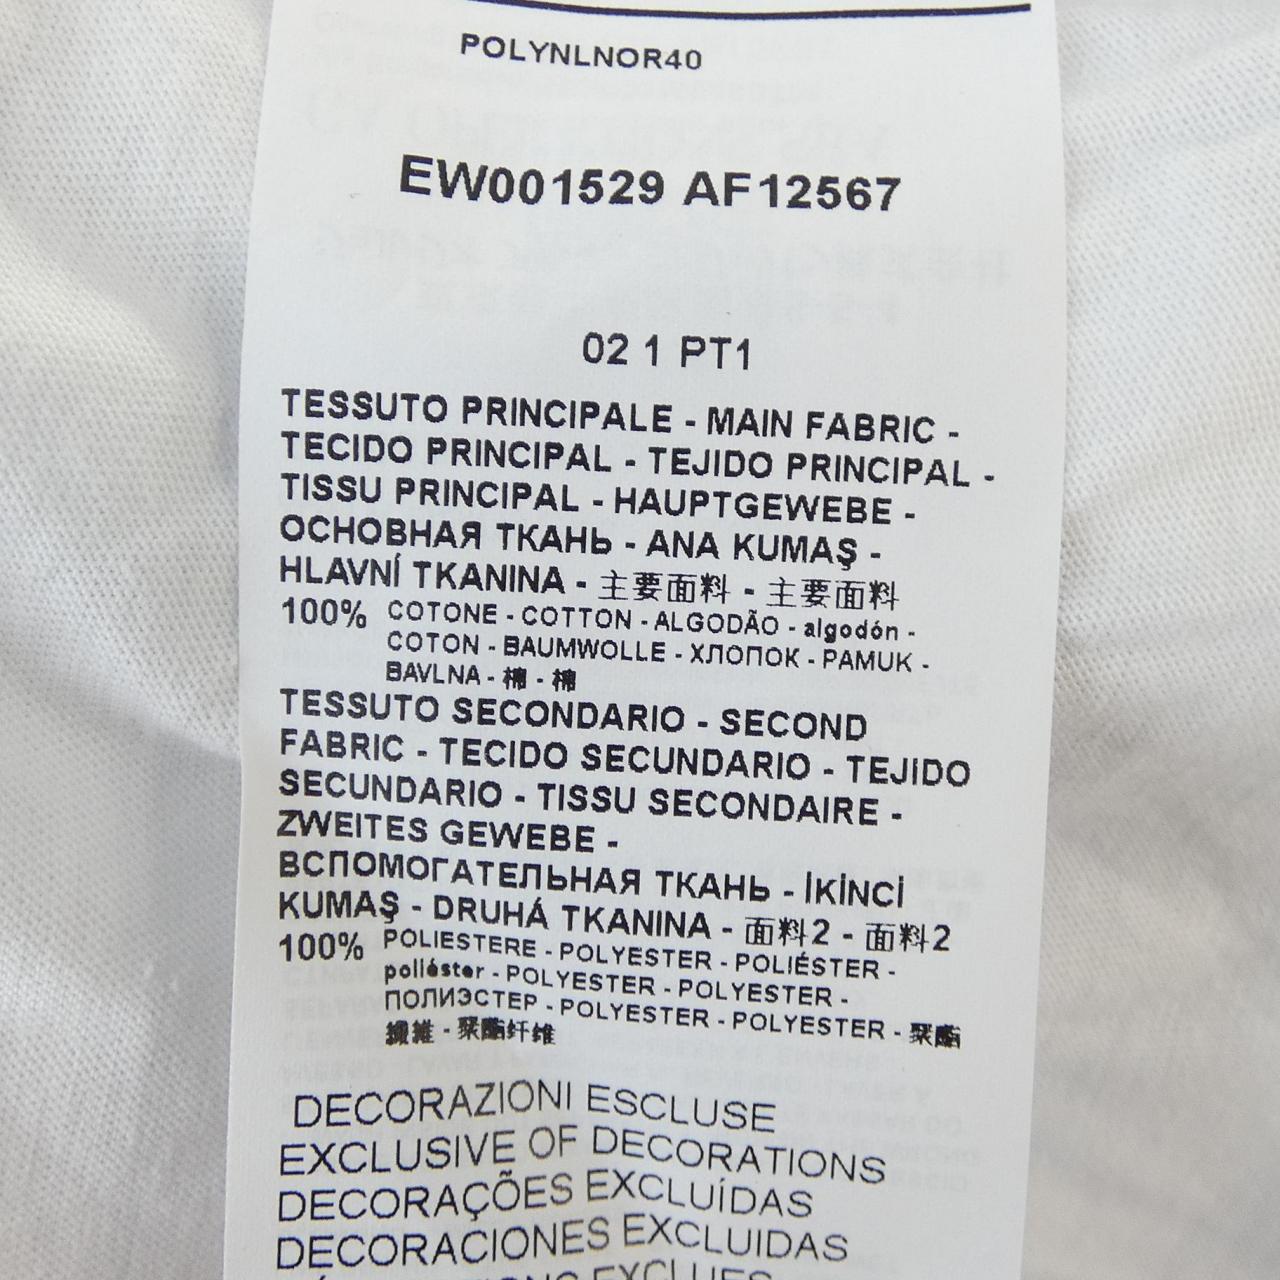 POLYNLNOR40
EW001529 AF12567
02 1 PT1
TESSUTO PRINCIPALE - MAIN FABRIC -
TECIDO PRINCIPAL - TEJIDO PRINCIPAL -
TISSU PRINCIPAL - HAUPTGEWEBE -
ОСНОВНАЯ ТКАНЬ - ANA KUMAŞ -
HLAVNÍ TKANINA - 主要面料 - 主要面料
100% COTONE - COTTON - ALGODÃO - algodón -
COTON - BAUMWOLLE - ХЛОПОК - PAMUK -
BAVLNA - 棉 - 棉
TESSUTO SECONDARIO - SECOND
FABRIC - TECIDO SECUNDARIO - TEJIDO
SECUNDARIO - TISSU SECONDAIRE -
ZWEITES GEWEBE -
ВСПОМОГАТЕЛЬНАЯ ТКАНЬ - İKİNCİ
KUMAŞ - DRUHÁ TKANINA - 面料2 - 面料2
100% POLIESTERE - POLYESTER - POLIÉSTER -
poliéster - POLYESTER - POLYESTER -
ПОЛИЭСТЕР - POLYESTER - POLYESTER - 聚酯
纖維 - 聚酯纤维
DECORAZIONI ESCLUSE
EXCLUSIVE OF DECORATIONS
DECORAÇÕES EXCLUÍDAS
DECORACIONES EXCLUIDAS